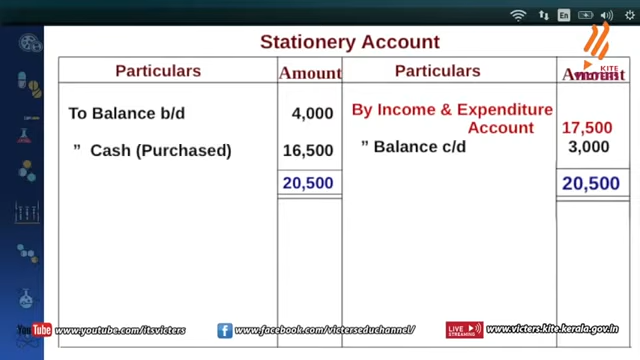 En
Stationery Account
Particulars Amount Particulars Amount
KITE
To Balance b/d 4,000 By Income & Expenditure
Account 17,500
” Cash (Purchased) 16,500 ” Balance c/d 3,000
20,500 20,500
YouTube www.youtube.com/itsvicters f www.facebook.com/victerseduchannel/ LIVE STREAMING www.victers.kite.kerala.gov.in